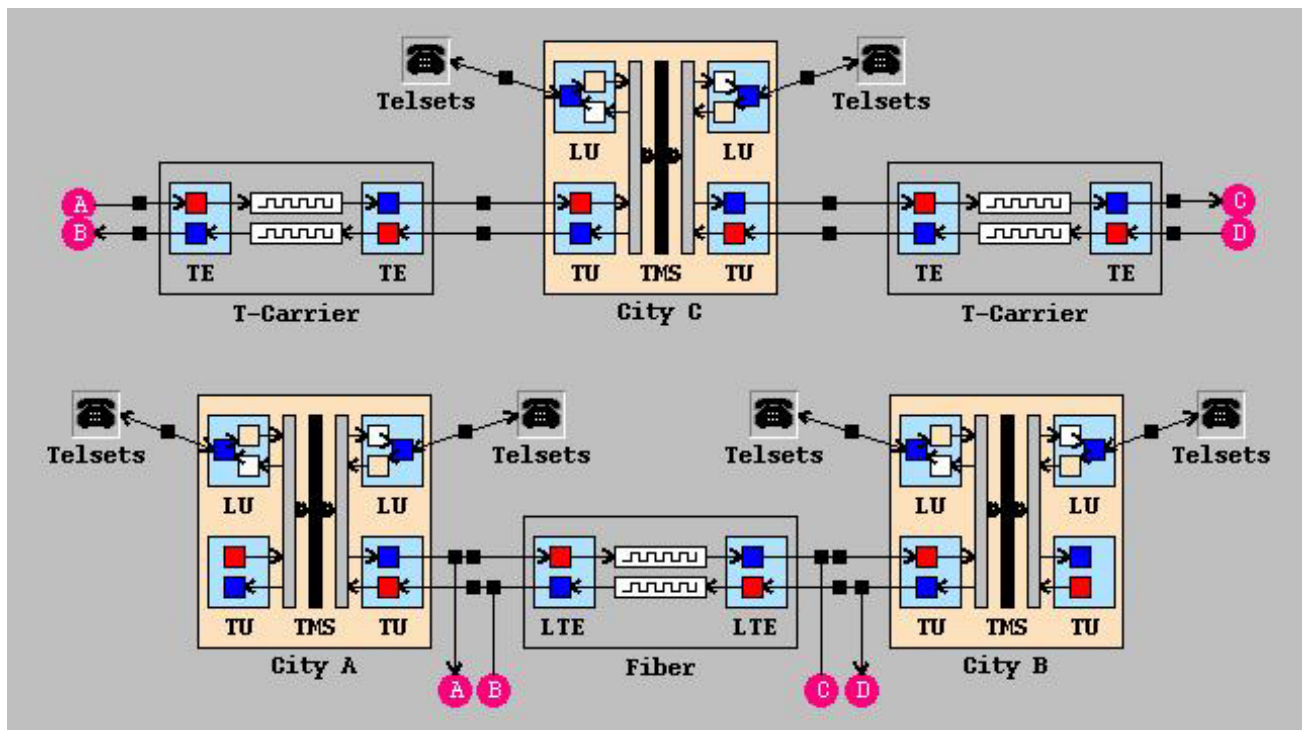 Telsets Telsets
LU LU
A C
B D
TE TE TU TMS TU TE TE
T-Carrier City C T-Carrier
Telsets Telsets Telsets Telsets
LU LU LU LU
TU TMS TU LTE LTE TU TMS TU
City A Fiber City B
A B C D